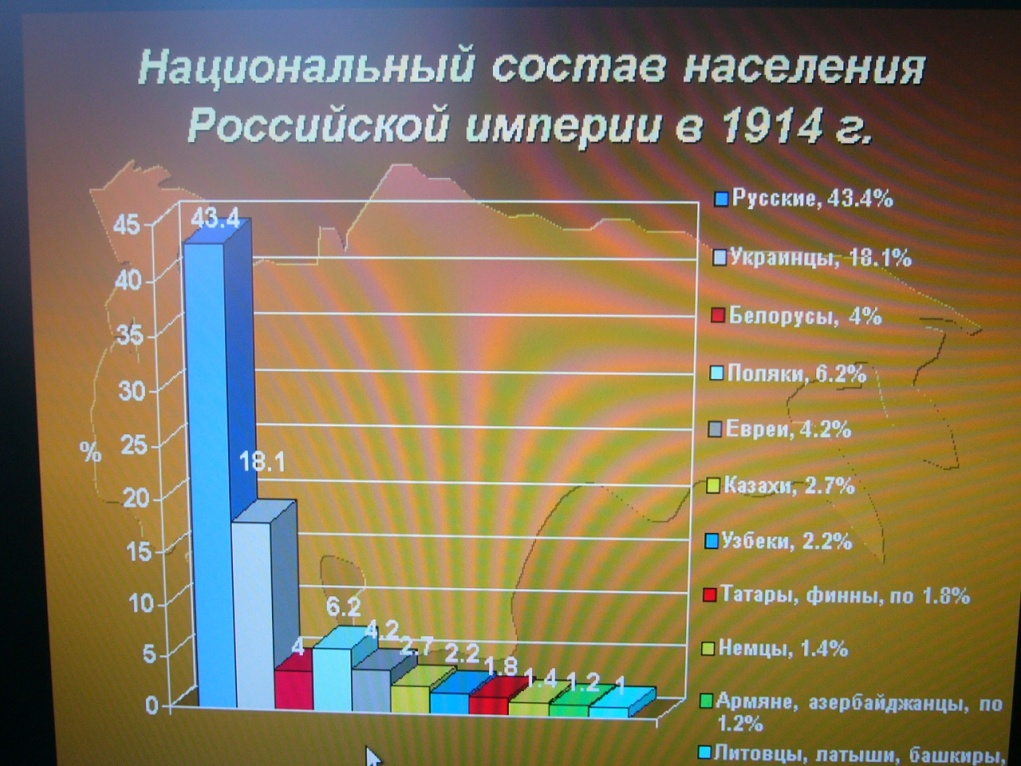 Национальный состав населения
Российской империи в 1914 г.
45
40
35
30
25
20
15
10
5
0
%
43.4
18.1
4
6.2
4.2
2.7
2.2
1.8
1.4
1.2
1
Русские, 43.4%
Украинцы, 18.1%
Белорусы, 4%
Поляки, 6.2%
Евреи, 4.2%
Казахи, 2.7%
Узбеки, 2.2%
Татары, финны, по 1.8%
Немцы, 1.4%
Армяне, азербайджанцы, по
1.2%
Литовцы, латыши, башкиры,